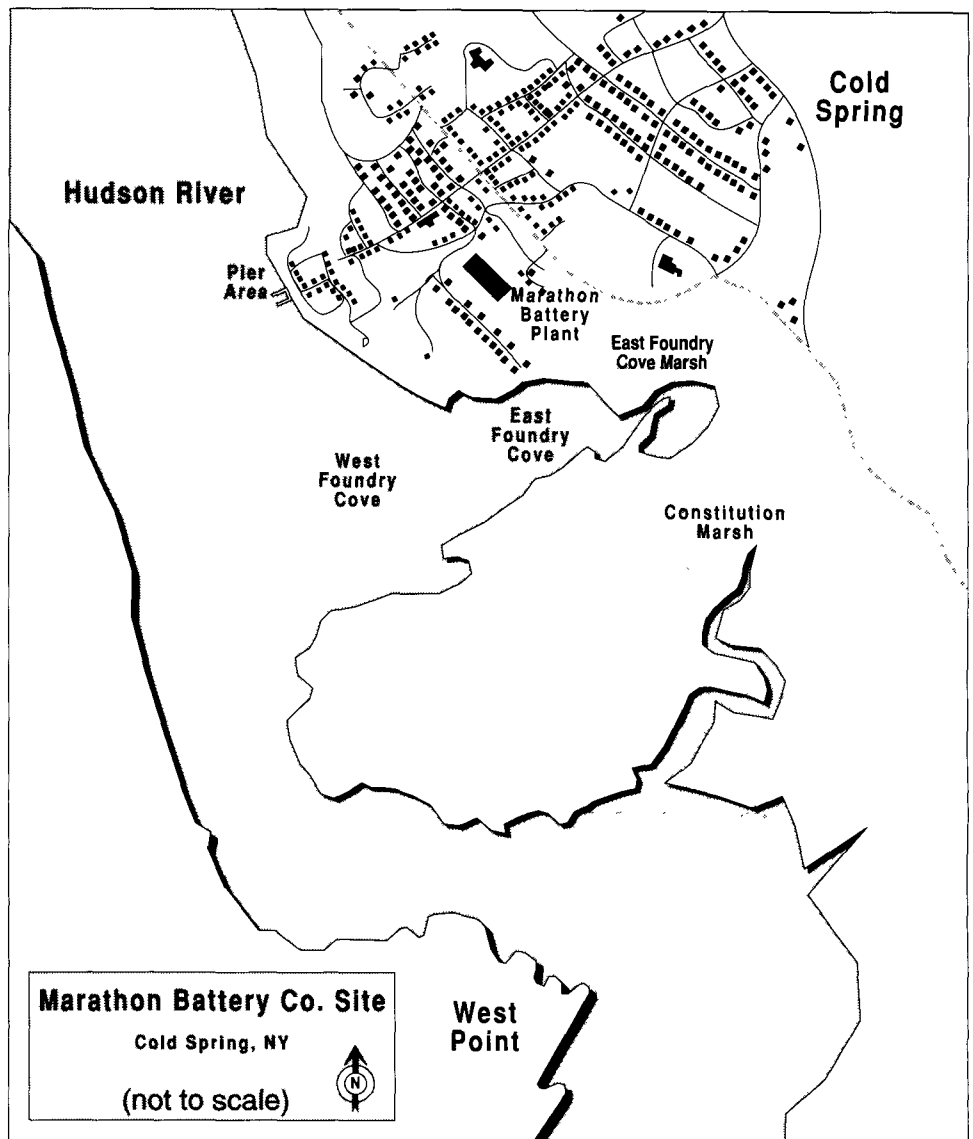 Cold
Spring
Hudson River
Pier
Area
Marathon
Battery
Plant
East Foundry
Cove Marsh
East
Foundry
Cove
West
Foundry
Cove
Constitution
Marsh
West
Point
Marathon Battery Co. Site
Cold Spring, NY
N
(not to scale)